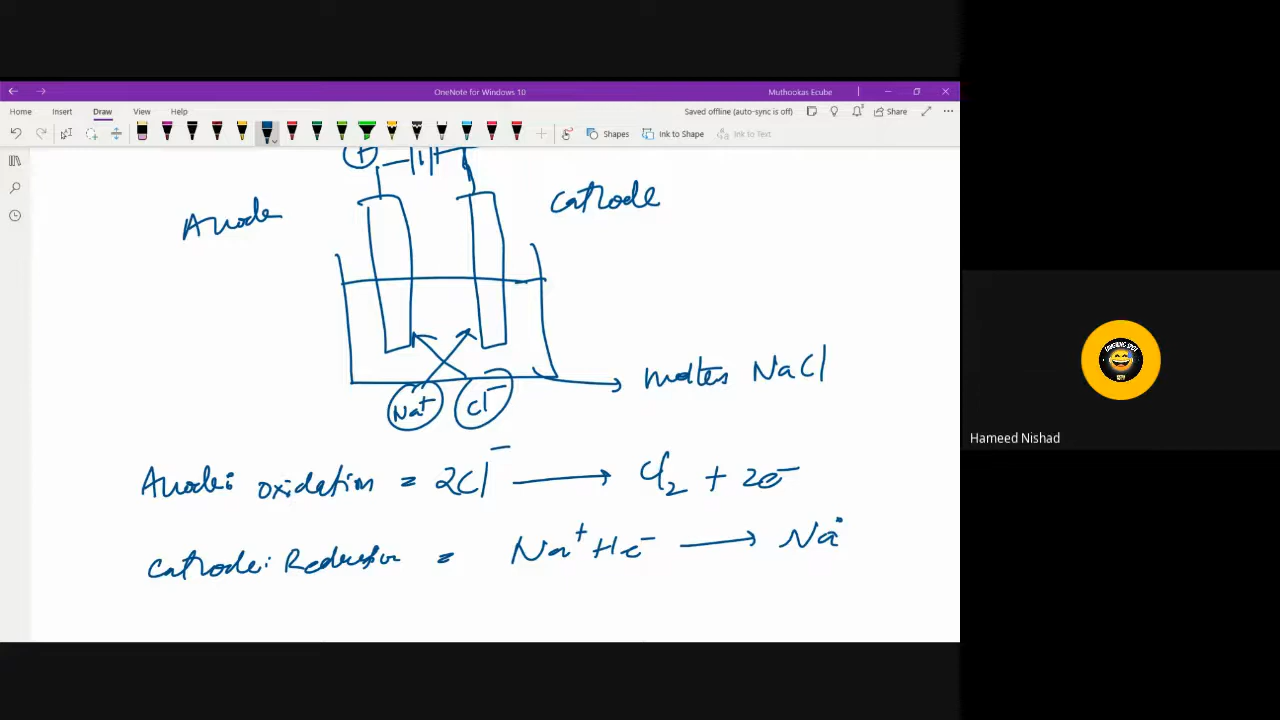 OneNote for Windows 10
Muthookas Ecube
Home Insert Draw View Help
Saved offline (auto-sync is off)
Share
Shapes
Ink to Shape
Ink to Text
+
Anode
Cathode
molten NaCl
Na+ Cl-
Anode: oxidation = 2Cl- → Cl2 + 2e-
Hameed Nishad
Cathode: Reduction = Na+ + 1e- → Na